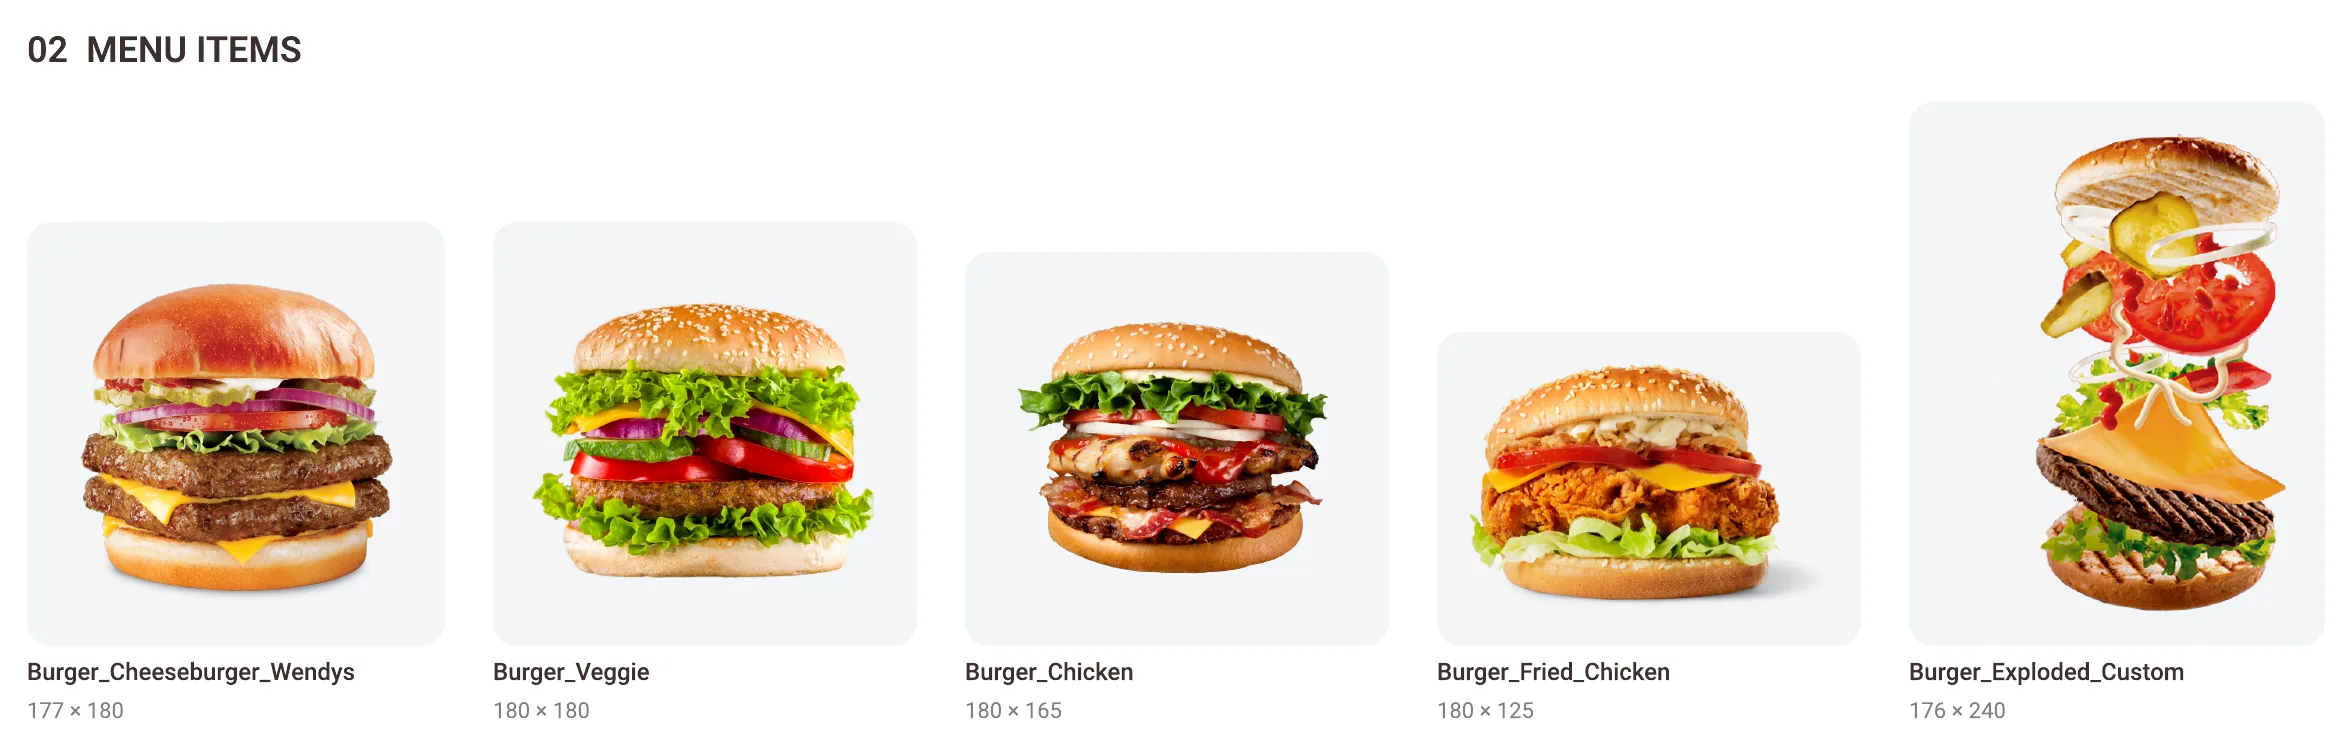 02 MENU ITEMS
Burger_Cheeseburger_Wendys
177 × 180
Burger_Veggie
180 × 180
Burger_Chicken
180 × 165
Burger_Fried_Chicken
180 × 125
Burger_Exploded_Custom
176 × 240